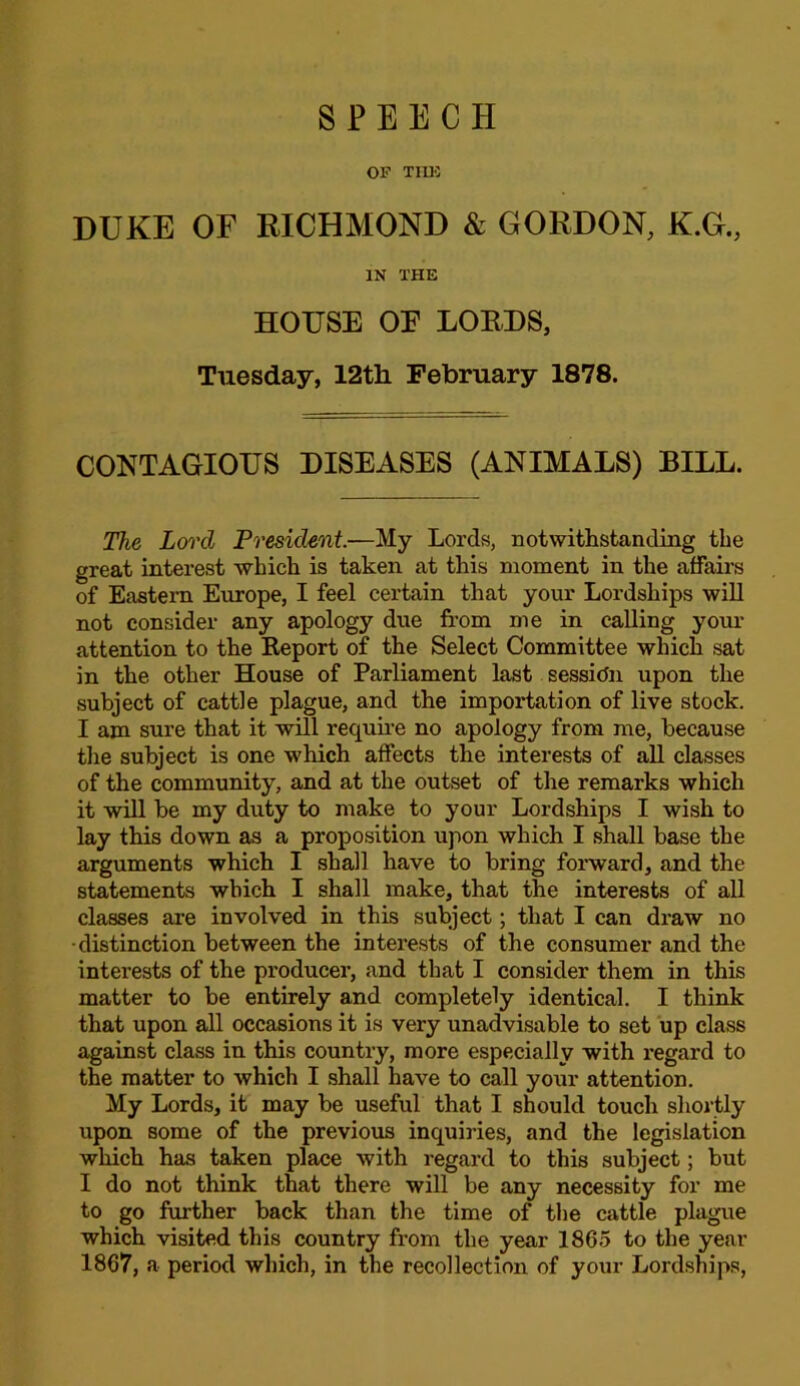 SPEECH
OF THE
DUKE OF RICHMOND & GORDON, K.G.,
IN THE
HOUSE OF LORDS,
Tuesday, 12th February 1878.
CONTAGIOUS DISEASES (ANIMALS) BILL.
The Lord President.—My Lords, notwithstanding the
great interest which is taken at this moment in the affairs
of Eastern Europe, I feel certain that your Lordships will
not consider any apology due from me in calling your
attention to the Report of the Select Committee which sat
in the other House of Parliament last session upon the
subject of cattle plague, and the importation of live stock.
I am sure that it will require no apology from me, because
the subject is one which affects the interests of all classes
of the community, and at the outset of the remarks which
it will be my duty to make to your Lordships I wish to
lay this down as a proposition upon which I shall base the
arguments which I shall have to bring forward, and the
statements which I shall make, that the interests of all
classes are involved in this subject; that I can draw no
distinction between the interests of the consumer and the
interests of the producer, and that I consider them in this
matter to be entirely and completely identical. I think
that upon all occasions it is very unadvisable to set up class
against class in this country, more especially with regard to
the matter to which I shall have to call your attention.
My Lords, it may be useful that I should touch shortly
upon some of the previous inquiries, and the legislation
which has taken place with regard to this subject; but
I do not think that there will be any necessity for me
to go further back than the time of the cattle plague
which visited this country from the year 1865 to the year
1867, a period which, in the recollection of your Lordships,